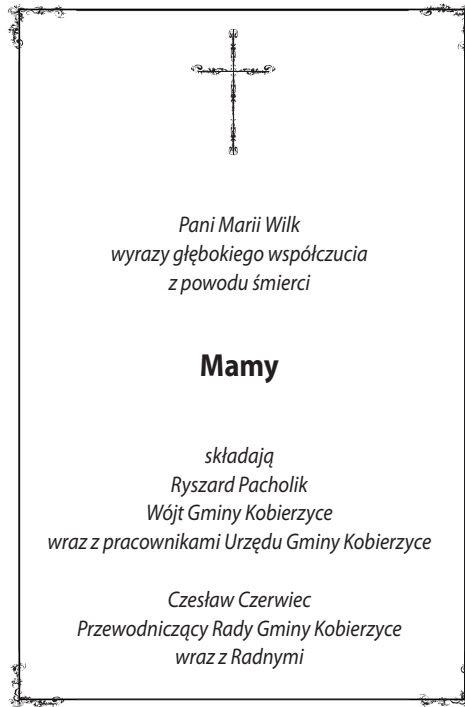 Pani Marii Wilk
wyrazy głębokiego współczucia
z powodu śmierci
Mamy
składają
Ryszard Pacholik
Wójt Gminy Kobierzyce
wraz z pracownikami Urzędu Gminy Kobierzyce
Czesław Czerwiec
Przewodniczący Rady Gminy Kobierzyce
wraz z Radnymi